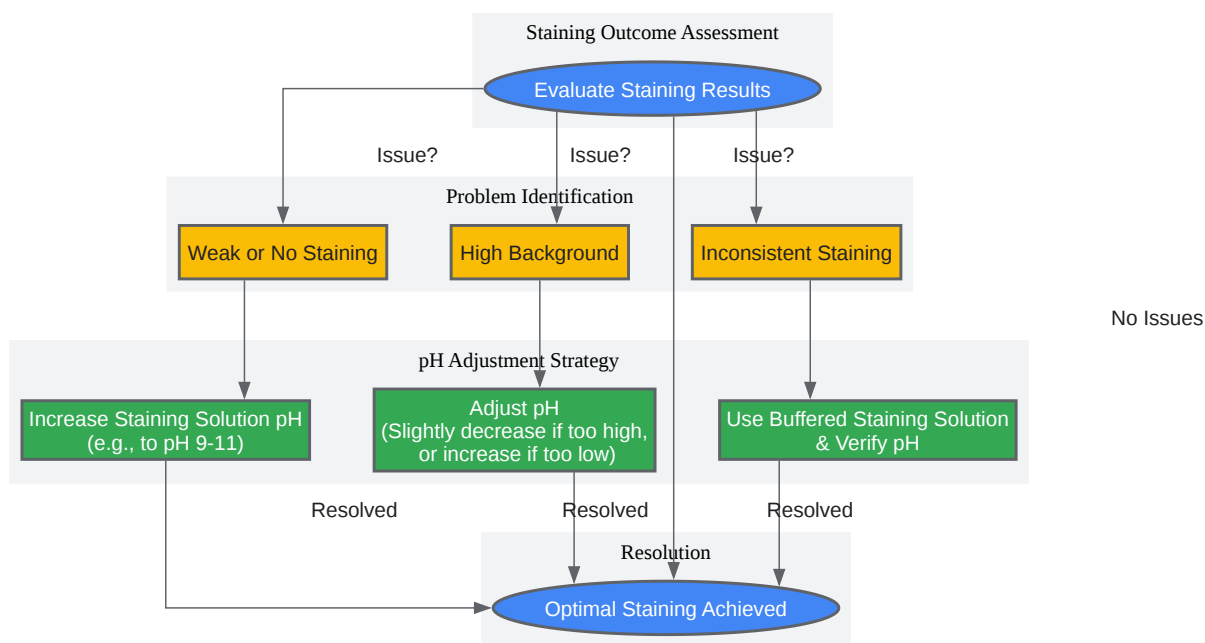 Staining Outcome Assessment
Evaluate Staining Results
Issue?
Issue?
Issue?
Problem Identification
Weak or No Staining
High Background
Inconsistent Staining
No Issues
pH Adjustment Strategy
Increase Staining Solution pH
(e.g., to pH 9-11)
Adjust pH
(Slightly decrease if too high,
or increase if too low)
Use Buffered Staining Solution
& Verify pH
Resolved
Resolved
Resolved
Resolution
Optimal Staining Achieved